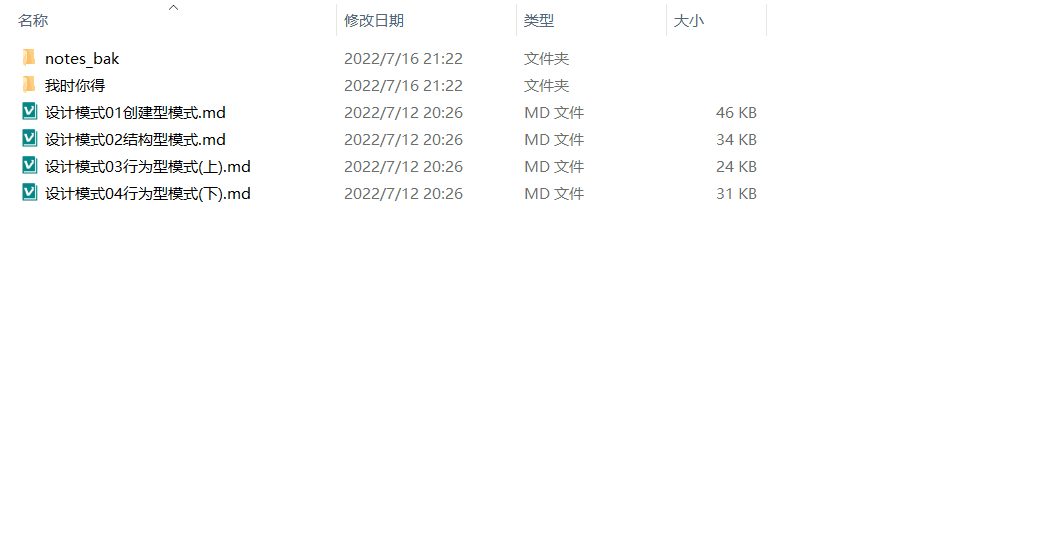 名称 修改日期 类型 大小
notes_bak 2022/7/16 21:22 文件夹
我时你得 2022/7/16 21:22 文件夹
设计模式01创建型模式.md 2022/7/12 20:26 MD 文件 46 KB
设计模式02结构型模式.md 2022/7/12 20:26 MD 文件 34 KB
设计模式03行为型模式(上).md 2022/7/12 20:26 MD 文件 24 KB
设计模式04行为型模式(下).md 2022/7/12 20:26 MD 文件 31 KB